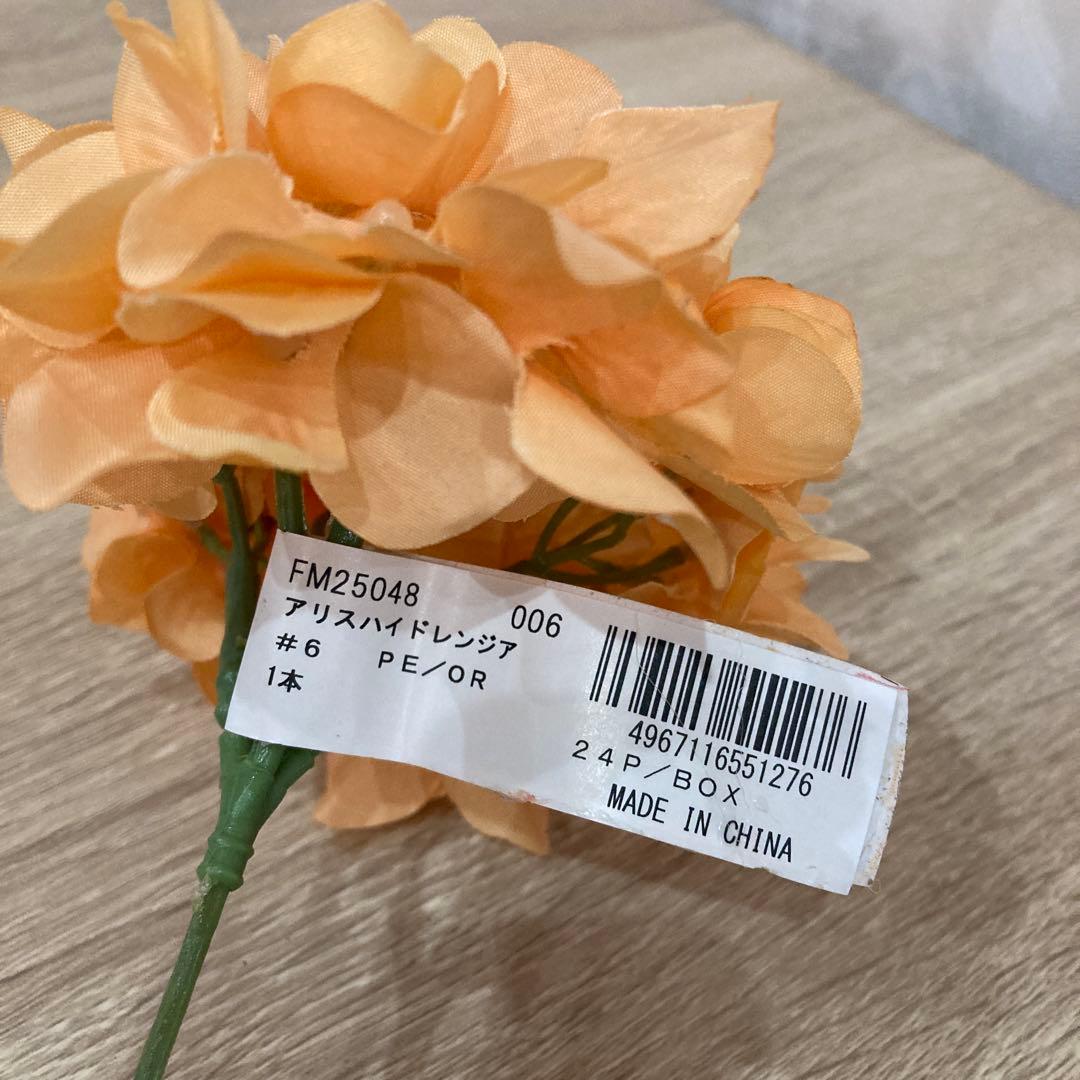 FM25048 006
アリスハイドレンジア
#6 PE/OR
1本
4967116551276
24P/BOX
MADE IN CHINA